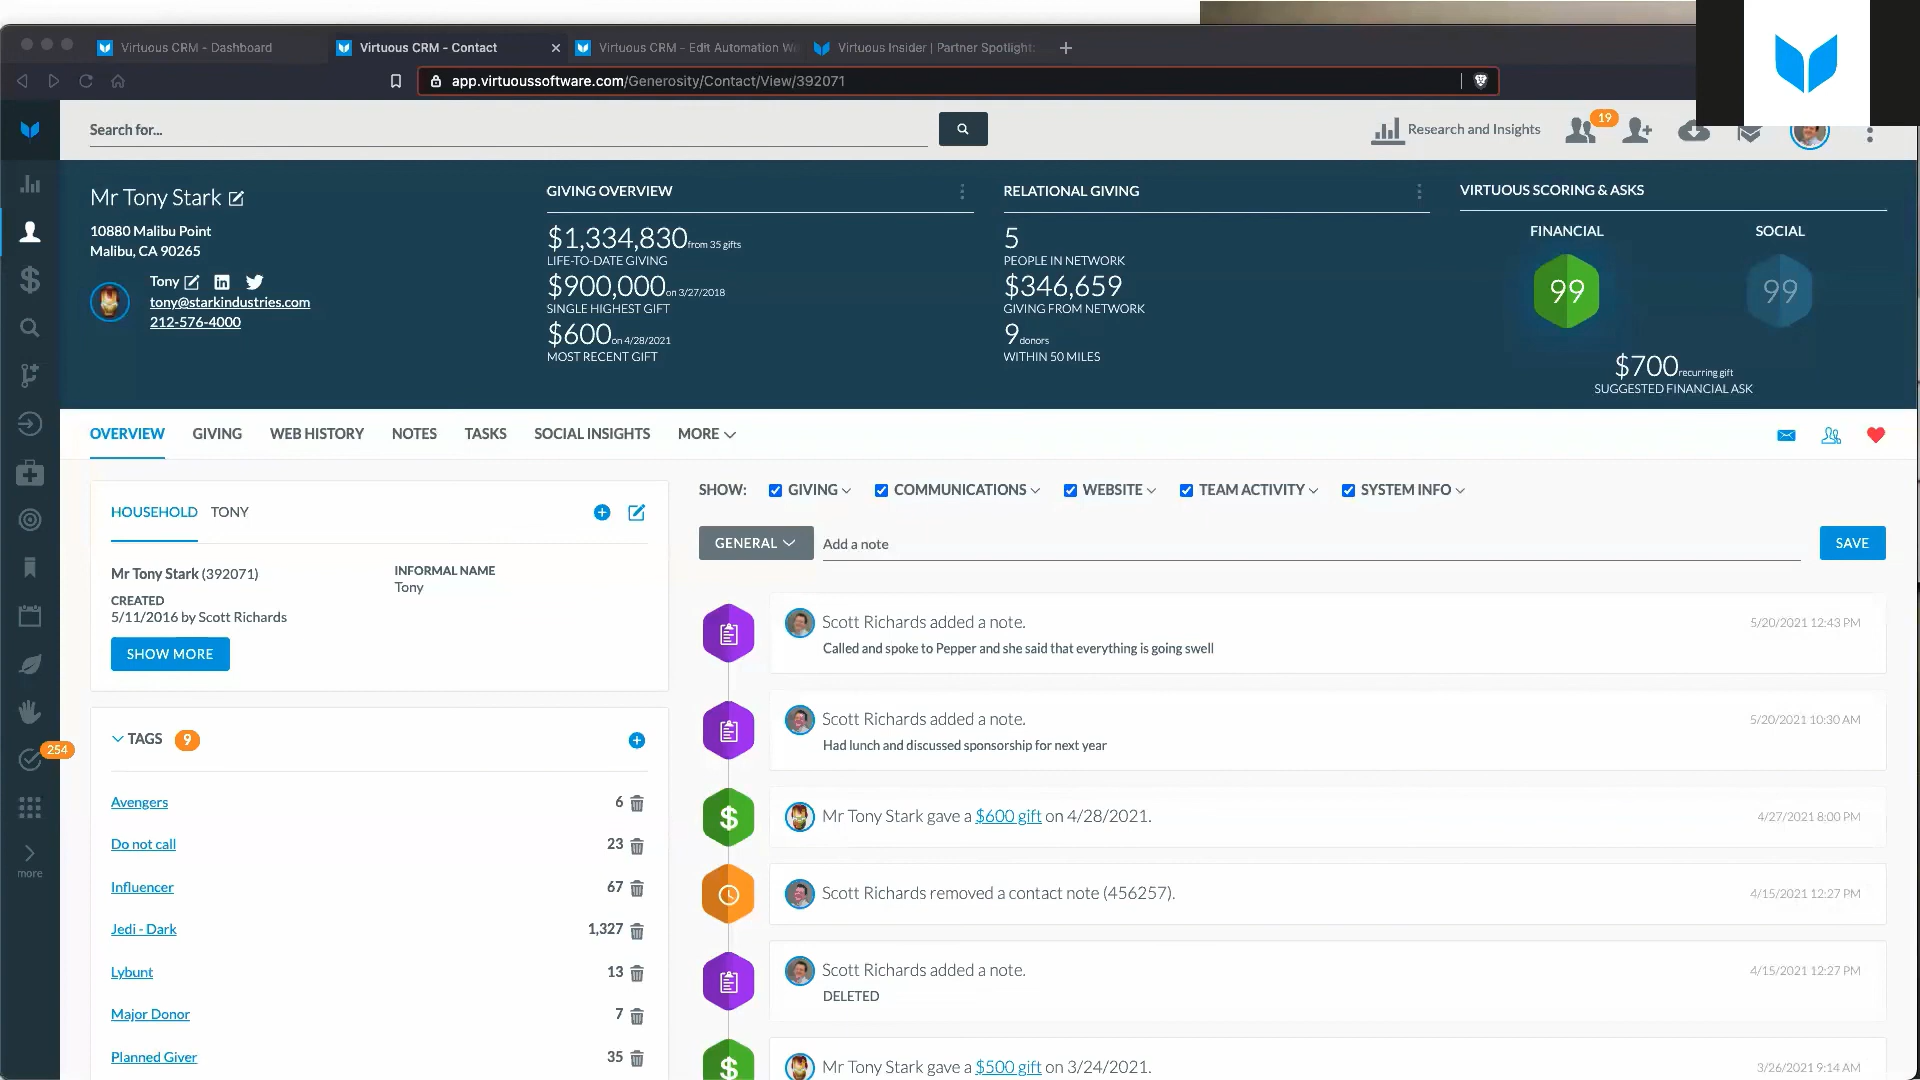 Virtuous CRM - Dashboard
Virtuous CRM - Contact
Virtuous CRM - Edit Automation We
Virtuous Insider | Partner Spotlight:
app.virtuoussoftware.com/Generosity/Contact/View/392071
Search for...
Research and Insights
19
Mr Tony Stark
10880 Malibu Point
Malibu, CA 90265
Tony
tony@starkindustries.com
212-576-4000
GIVING OVERVIEW
$1,334,830 from 35 gifts
LIFE-TO-DATE GIVING
$900,000 on 3/27/2018
SINGLE HIGHEST GIFT
$600 on 4/28/2021
MOST RECENT GIFT
RELATIONAL GIVING
5
PEOPLE IN NETWORK
$346,659
GIVING FROM NETWORK
9 donors
WITHIN 50 MILES
VIRTUOUS SCORING & ASKS
FINANCIAL
99
SOCIAL
99
$700 recurring gift
SUGGESTED FINANCIAL ASK
OVERVIEW
GIVING
WEB HISTORY
NOTES
TASKS
SOCIAL INSIGHTS
MORE
HOUSEHOLD
TONY
Mr Tony Stark (392071)
CREATED
5/11/2016 by Scott Richards
INFORMAL NAME
Tony
SHOW MORE
TAGS 9
Avengers 6
Do not call 23
Influencer 67
Jedi - Dark 1,327
Lybunt 13
Major Donor 7
Planned Giver 35
254
more
SHOW:
GIVING
COMMUNICATIONS
WEBSITE
TEAM ACTIVITY
SYSTEM INFO
GENERAL
Add a note
SAVE
Scott Richards added a note.
5/20/2021 12:43 PM
Called and spoke to Pepper and she said that everything is going swell
Scott Richards added a note.
5/20/2021 10:30 AM
Had lunch and discussed sponsorship for next year
Mr Tony Stark gave a $600 gift on 4/28/2021.
4/27/2021 8:00 PM
Scott Richards removed a contact note (456257).
4/15/2021 12:27 PM
Scott Richards added a note.
4/15/2021 12:27 PM
DELETED
Mr Tony Stark gave a $500 gift on 3/24/2021.
3/26/2021 9:14 AM